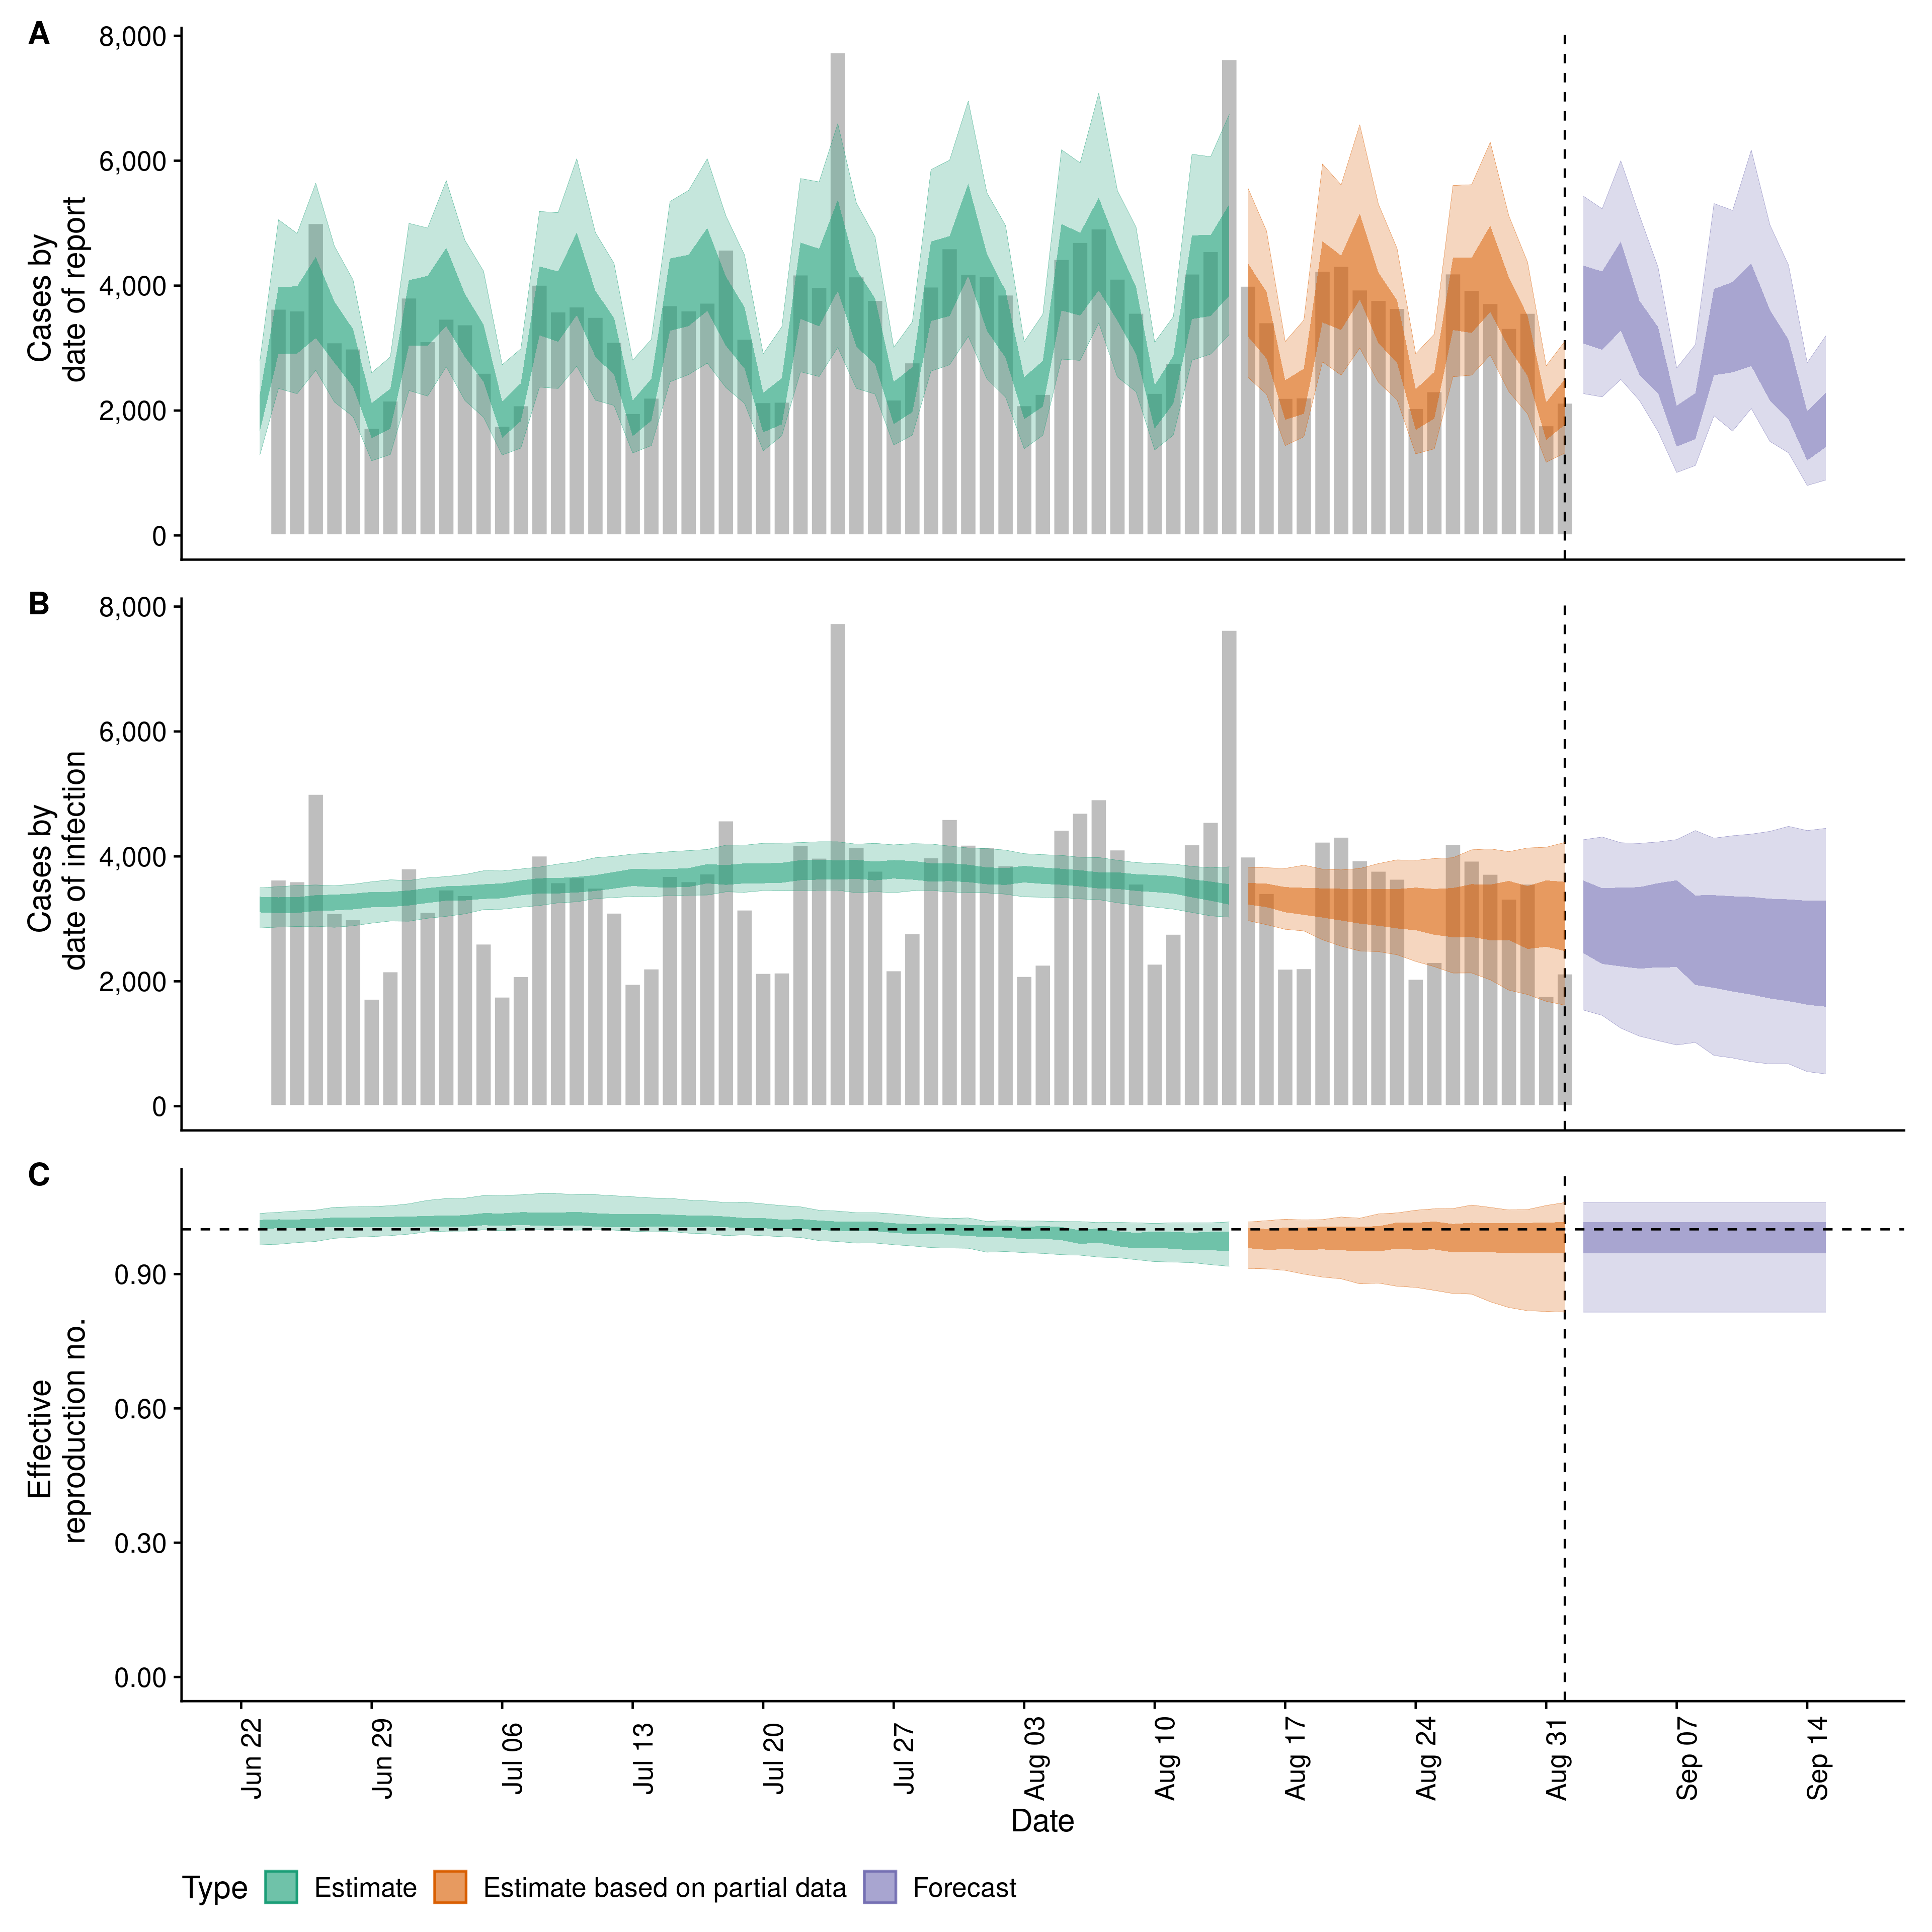 A
8,000
6,000
4,000
2,000
0
Cases by
date of report
B
8,000
6,000
4,000
2,000
0
Cases by
date of infection
C
0.90
0.60
0.30
0.00
Effective
reproduction no.
Jun 22
Jun 29
Jul 06
Jul 13
Jul 20
Jul 27
Aug 03
Aug 10
Aug 17
Aug 24
Aug 31
Sep 07
Sep 14
Date
Type Estimate Estimate based on partial data Forecast